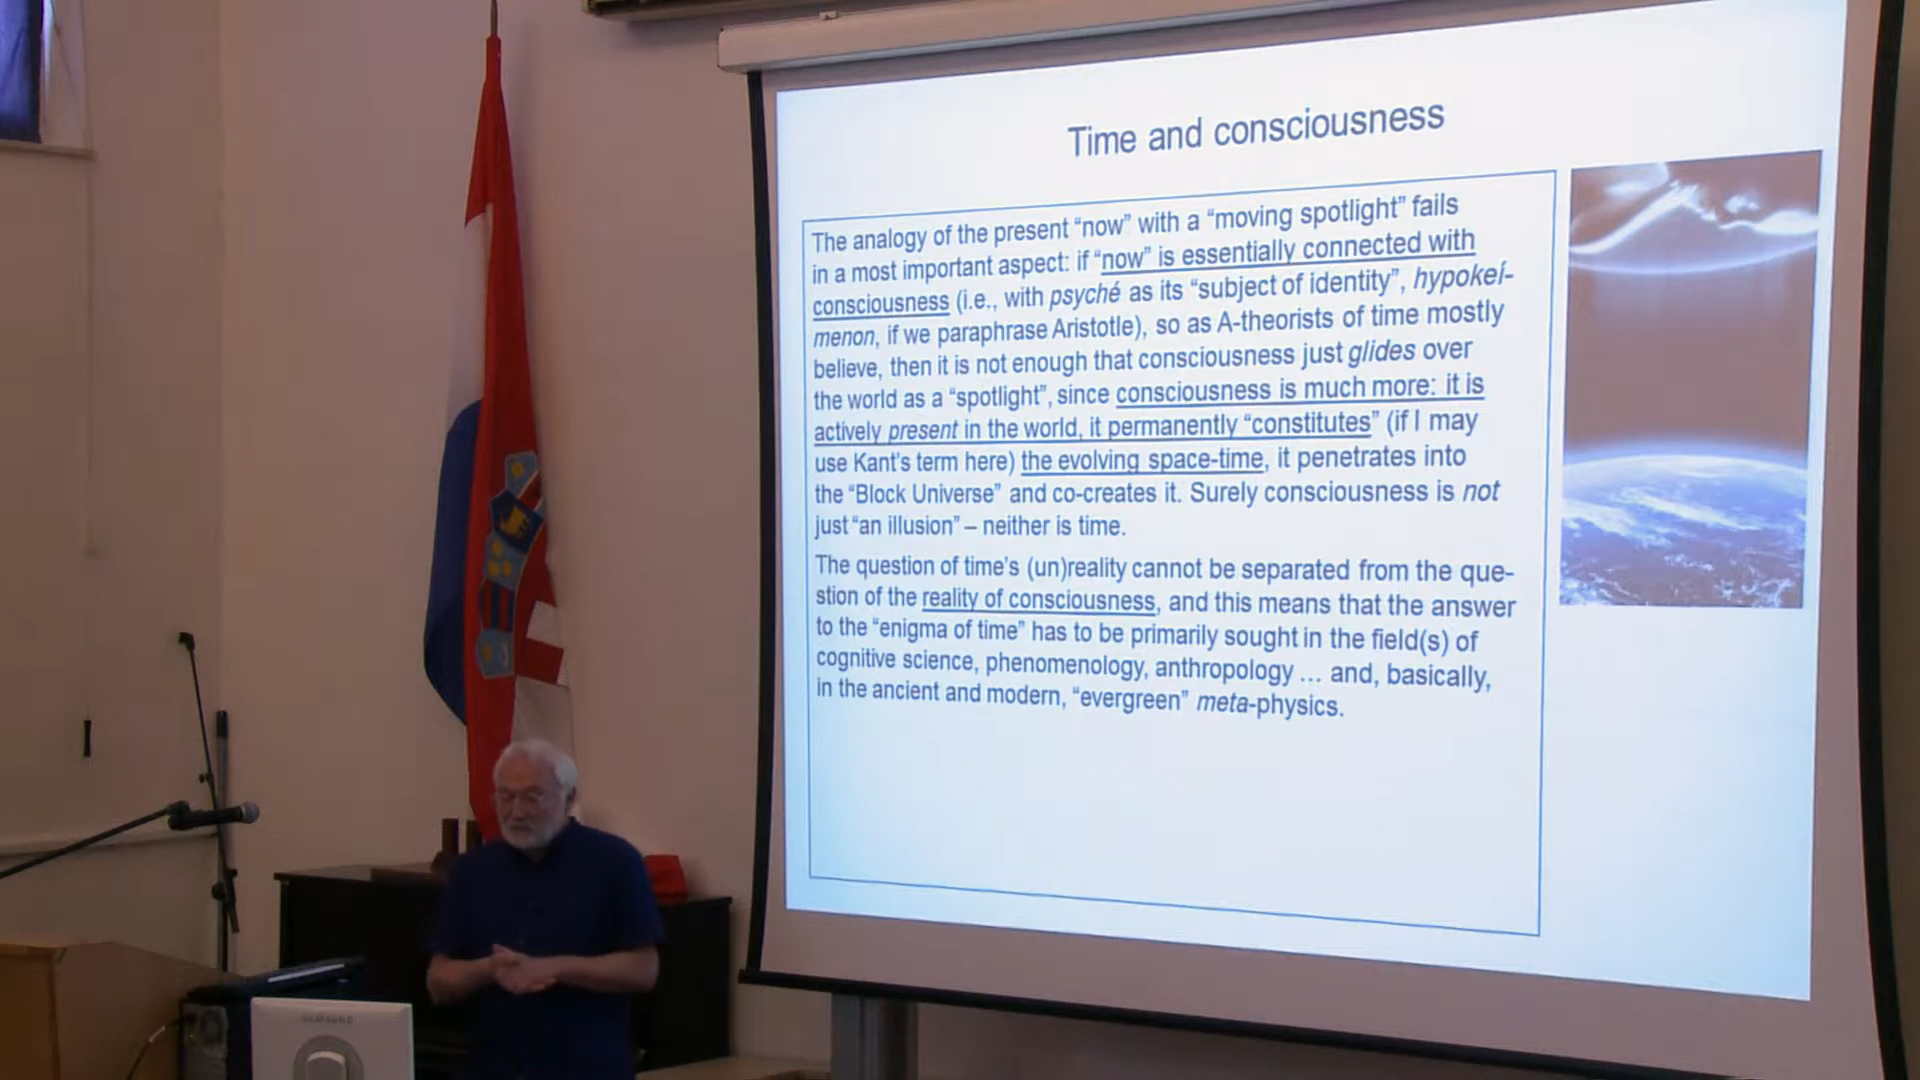 Time and consciousness
The analogy of the present “now” with a “moving spotlight” fails
in a most important aspect: if “now” is essentially connected with
consciousness (i.e., with psyché as its “subject of identity”, hypokeí-
menon, if we paraphrase Aristotle), so as A-theorists of time mostly
believe, then it is not enough that consciousness just glides over
the world as a “spotlight”, since consciousness is much more: it is
actively present in the world, it permanently “constitutes” (if I may
use Kant’s term here) the evolving space-time, it penetrates into
the “Block Universe” and co-creates it. Surely consciousness is not
just “an illusion” – neither is time.
The question of time’s (un)reality cannot be separated from the que-
stion of the reality of consciousness, and this means that the answer
to the “enigma of time” has to be primarily sought in the field(s) of
cognitive science, phenomenology, anthropology ... and, basically,
in the ancient and modern, “evergreen” meta-physics.
SAMSUNG